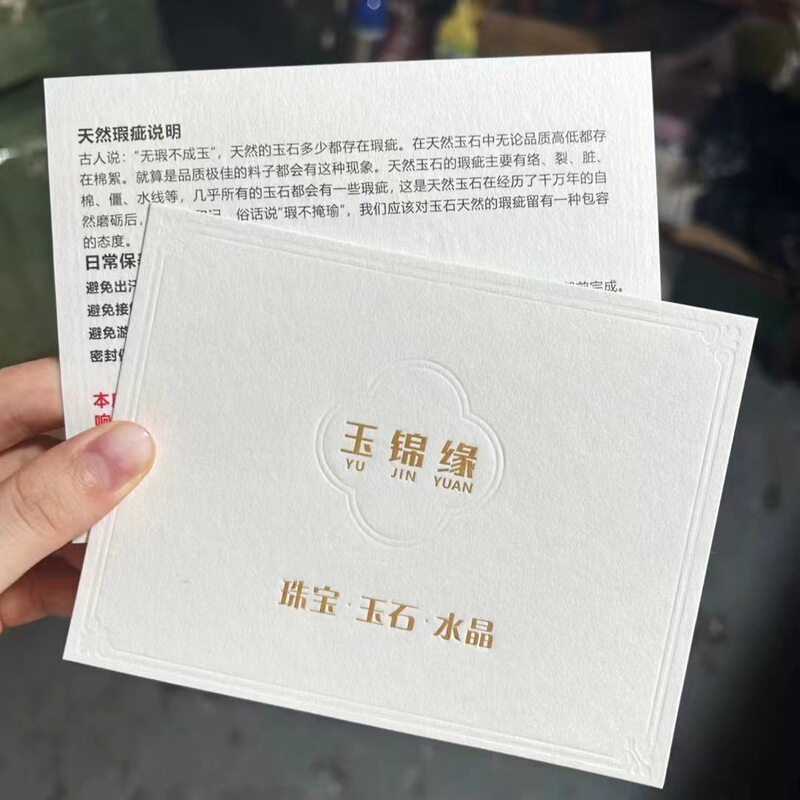 天然瑕疵说明
古人说:"无瑕不成玉",天然的玉石多少都存在瑕疵。在天然玉石中无论品质高低都存
在棉絮。就算是品质极佳的料子都会有这种现象。天然玉石的瑕疵主要有络、裂、脏、
棉、僵、水线等,几乎所有的玉石都会有一些瑕疵,这是天然玉石在经历了千万年的自
然磨砺后,
俗话说"瑕不掩瑜",我们应该对玉石天然的瑕疵留有一种包容
的态度。
日常保
避免出汗
完成。
避免接
避免游
密封
本
响
玉锦缘
YU JIN YUAN
珠宝·玉石·水晶